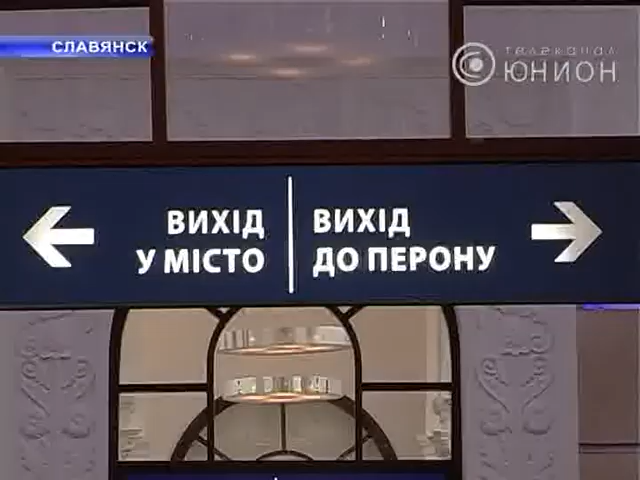 СЛАВЯНСК
телеканал
ЮНИОН
ВИХІД
У МІСТО
ВИХІД
ДО ПЕРОНУ